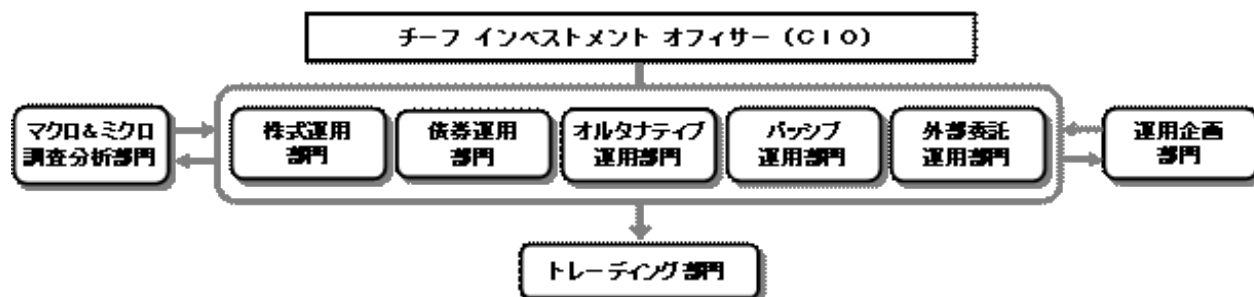 チーフ インベストメント オフィサー（CIO）
マクロ＆ミクロ
調査分析部門
株式運用
部門
債券運用
部門
オルタナティブ
運用部門
パッシブ
運用部門
外部委託
運用部門
運用企画
部門
トレーディング部門